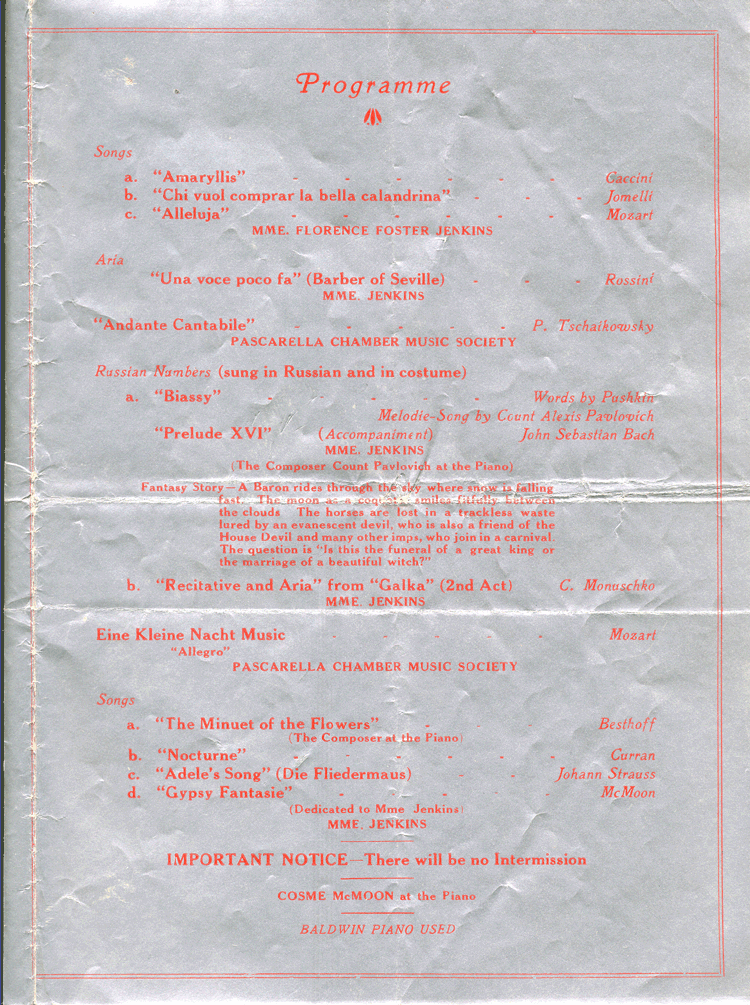 Programme
Songs
a. "Amaryllis" - - - - - - Caccini
b. "Chi vuol comprar la bella calandrina" - - - Jomelli
c. "Alleluja" - - - - - - Mozart
MME. FLORENCE FOSTER JENKINS
Aria
"Una voce poco fa" (Barber of Seville) - - - Rossini
MME. JENKINS
"Andante Cantabile" - - - - - P. Tschaikowsky
PASCARELLA CHAMBER MUSIC SOCIETY
Russian Numbers (sung in Russian and in costume)
a. "Biassy" - - - - - Words by Pushkin
Melodie-Song by Count Alexis Pavlovich
"Prelude XVI" (Accompaniment) John Sebastian Bach
MME. JENKINS
(The Composer Count Pavlovich at the Piano)
Fantasy Story—A Baron rides through the sky where snow is falling
fast. The moon as a coquette smiles fitfully between
the clouds The horses are lost in a trackless waste
lured by an evanescent devil, who is also a friend of the
House Devil and many other imps, who join in a carnival.
The question is "Is this the funeral of a great king or
the marriage of a beautiful witch?"
b. "Recitative and Aria" from "Galka" (2nd Act) C. Monuschko
MME. JENKINS
Eine Kleine Nacht Music - - - - - Mozart
"Allegro"
PASCARELLA CHAMBER MUSIC SOCIETY
Songs
a. "The Minuet of the Flowers" - - - Besthoff
(The Composer at the Piano)
b. "Nocturne" - - - - - - Curran
c. "Adele's Song" (Die Fliedermaus) - - Johann Strauss
d. "Gypsy Fantasie" - - - - - McMoon
(Dedicated to Mme Jenkins)
MME. JENKINS
IMPORTANT NOTICE—There will be no Intermission
COSME McMOON at the Piano
BALDWIN PIANO USED